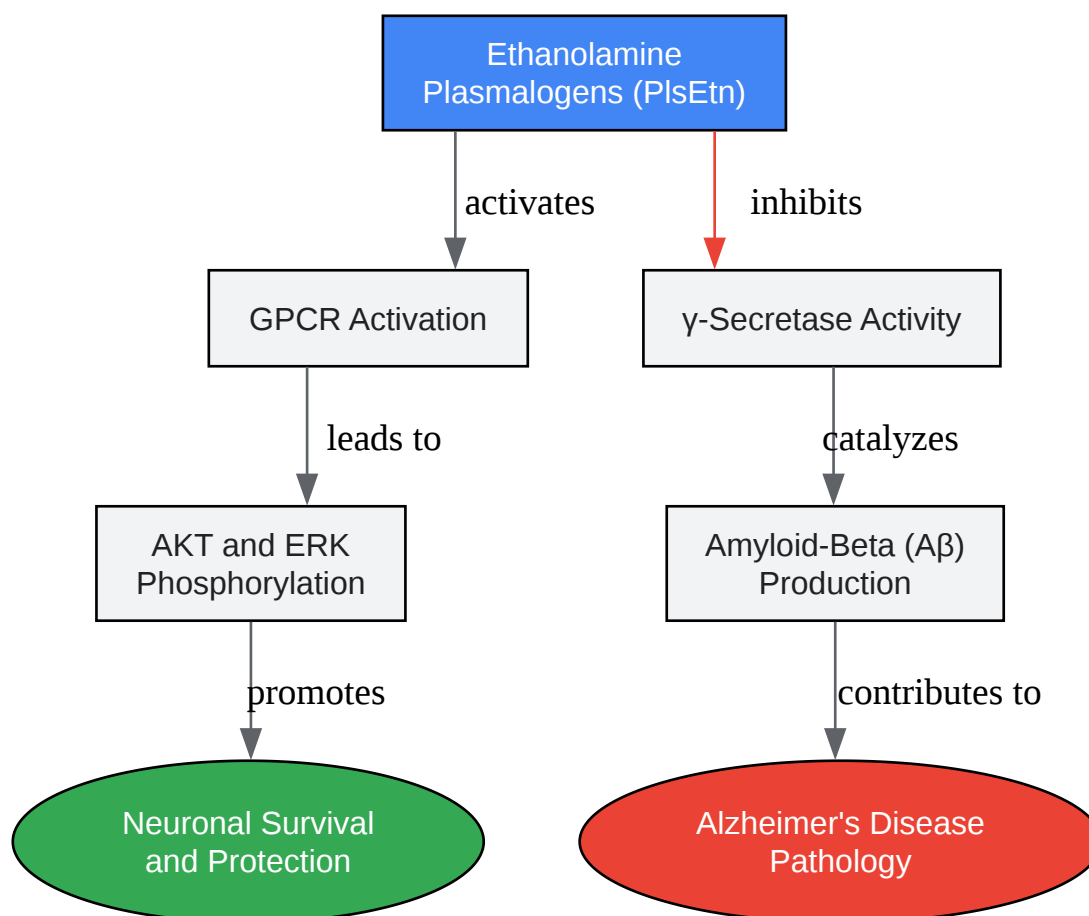 Ethanolamine
Plasmalogens (PlsEtn)
activates
inhibits
GPCR Activation
γ-Secretase Activity
leads to
catalyzes
AKT and ERK
Phosphorylation
Amyloid-Beta (Aβ)
Production
promotes
contributes to
Neuronal Survival
and Protection
Alzheimer's Disease
Pathology